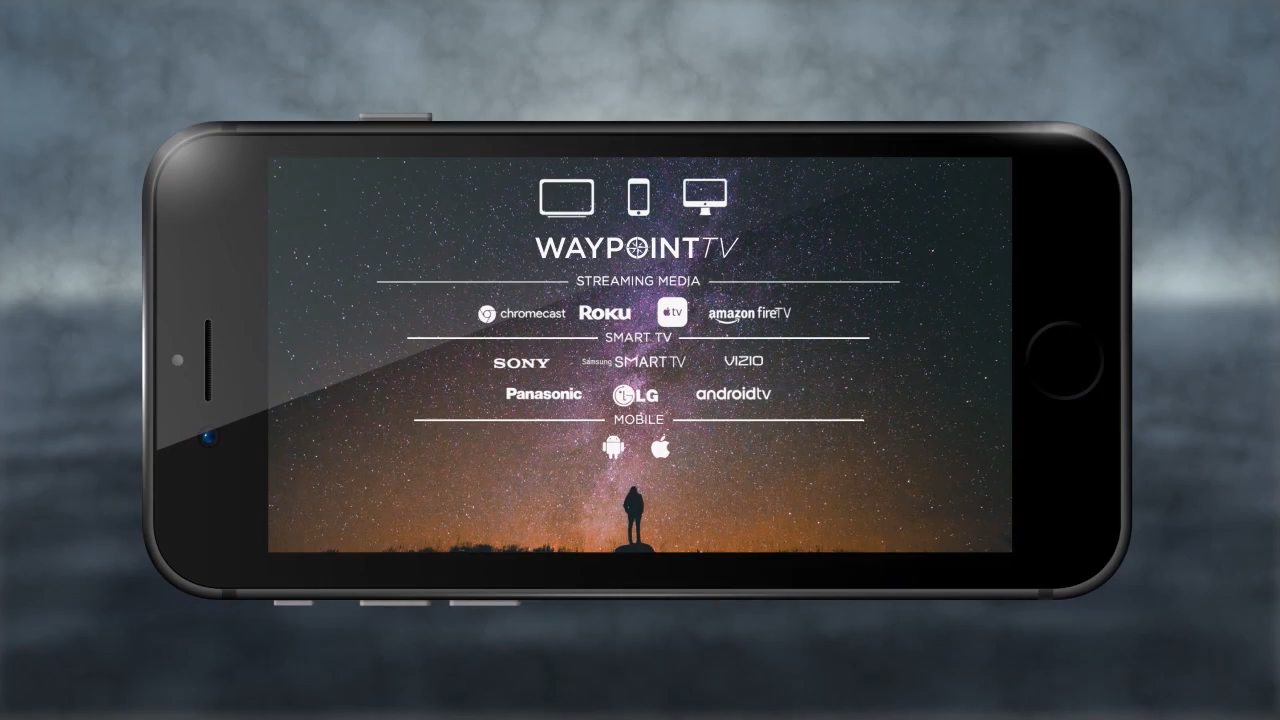 WAYPOINTTV
STREAMING MEDIA
chromecast Roku tv amazon fireTV
SMART TV
SONY Samsung SMART TV VIZIO
Panasonic LG androidtv
MOBILE